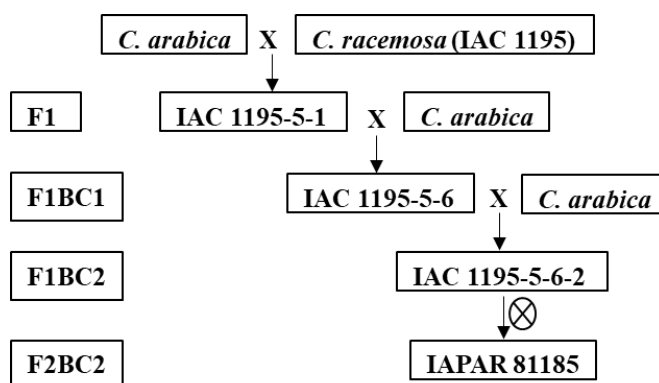 C. arabica X C. racemosa (IAC 1195)
F1 IAC 1195-5-1 X C. arabica
F1BC1 IAC 1195-5-6 X C. arabica
F1BC2 IAC 1195-5-6-2
F2BC2 IAPAR 81185